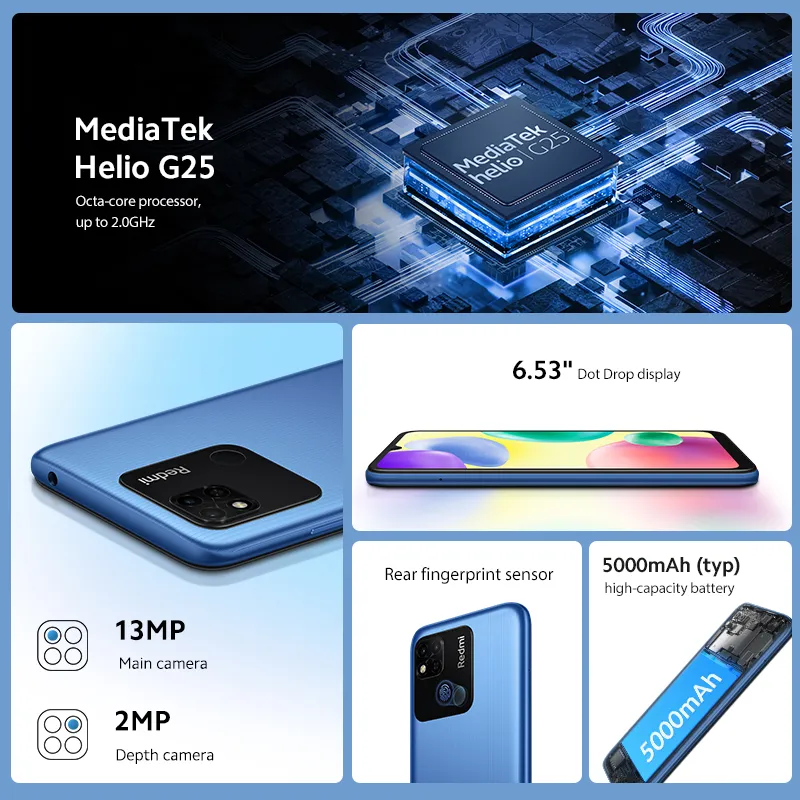 MediaTek
Helio G25
Octa-core processor,
up to 2.0GHz
MediaTek
helio G25
Redmi
13MP
Main camera
2MP
Depth camera
6.53" Dot Drop display
Rear fingerprint sensor
Redmi
5000mAh (typ)
high-capacity battery
5000mAh